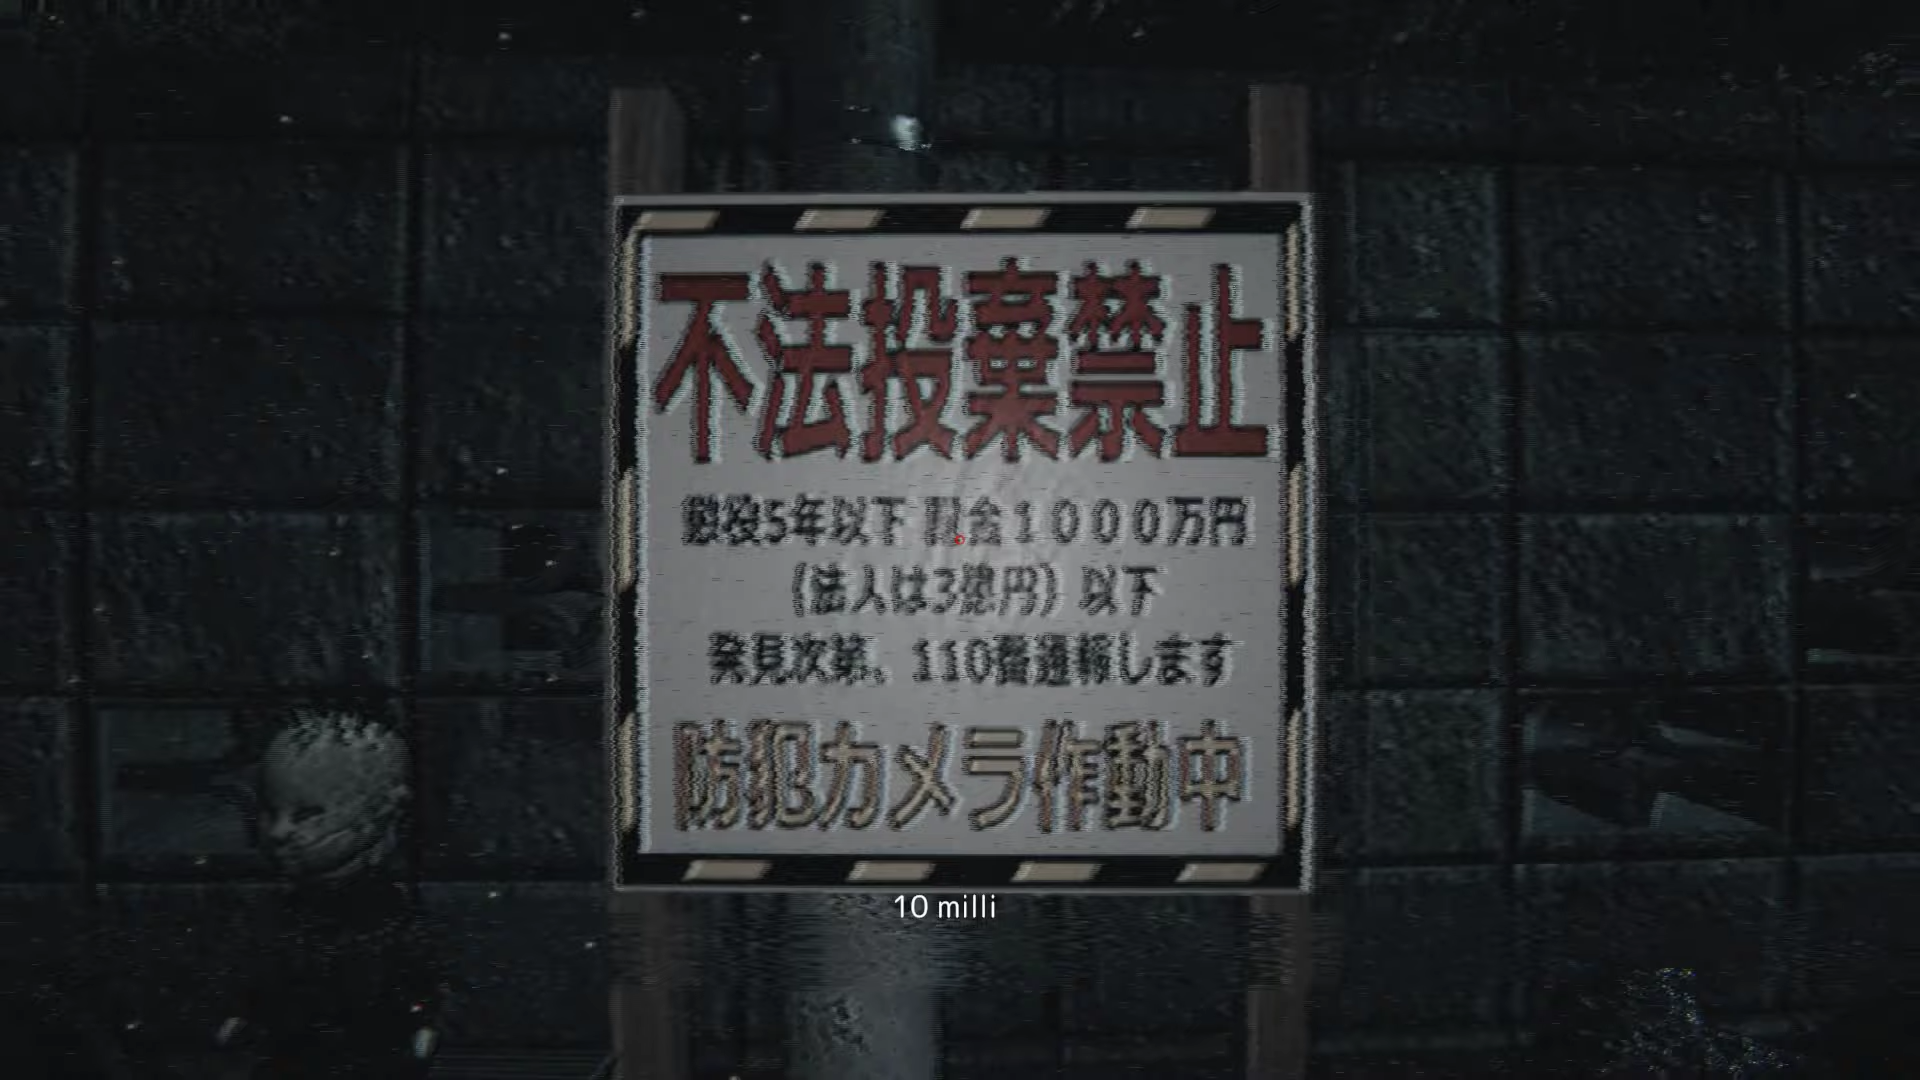 不法投棄禁止
懲役5年以下 罰金1000万円
(法人は3億円) 以下
発見次第、110番通報します
防犯カメラ作動中
10 milli